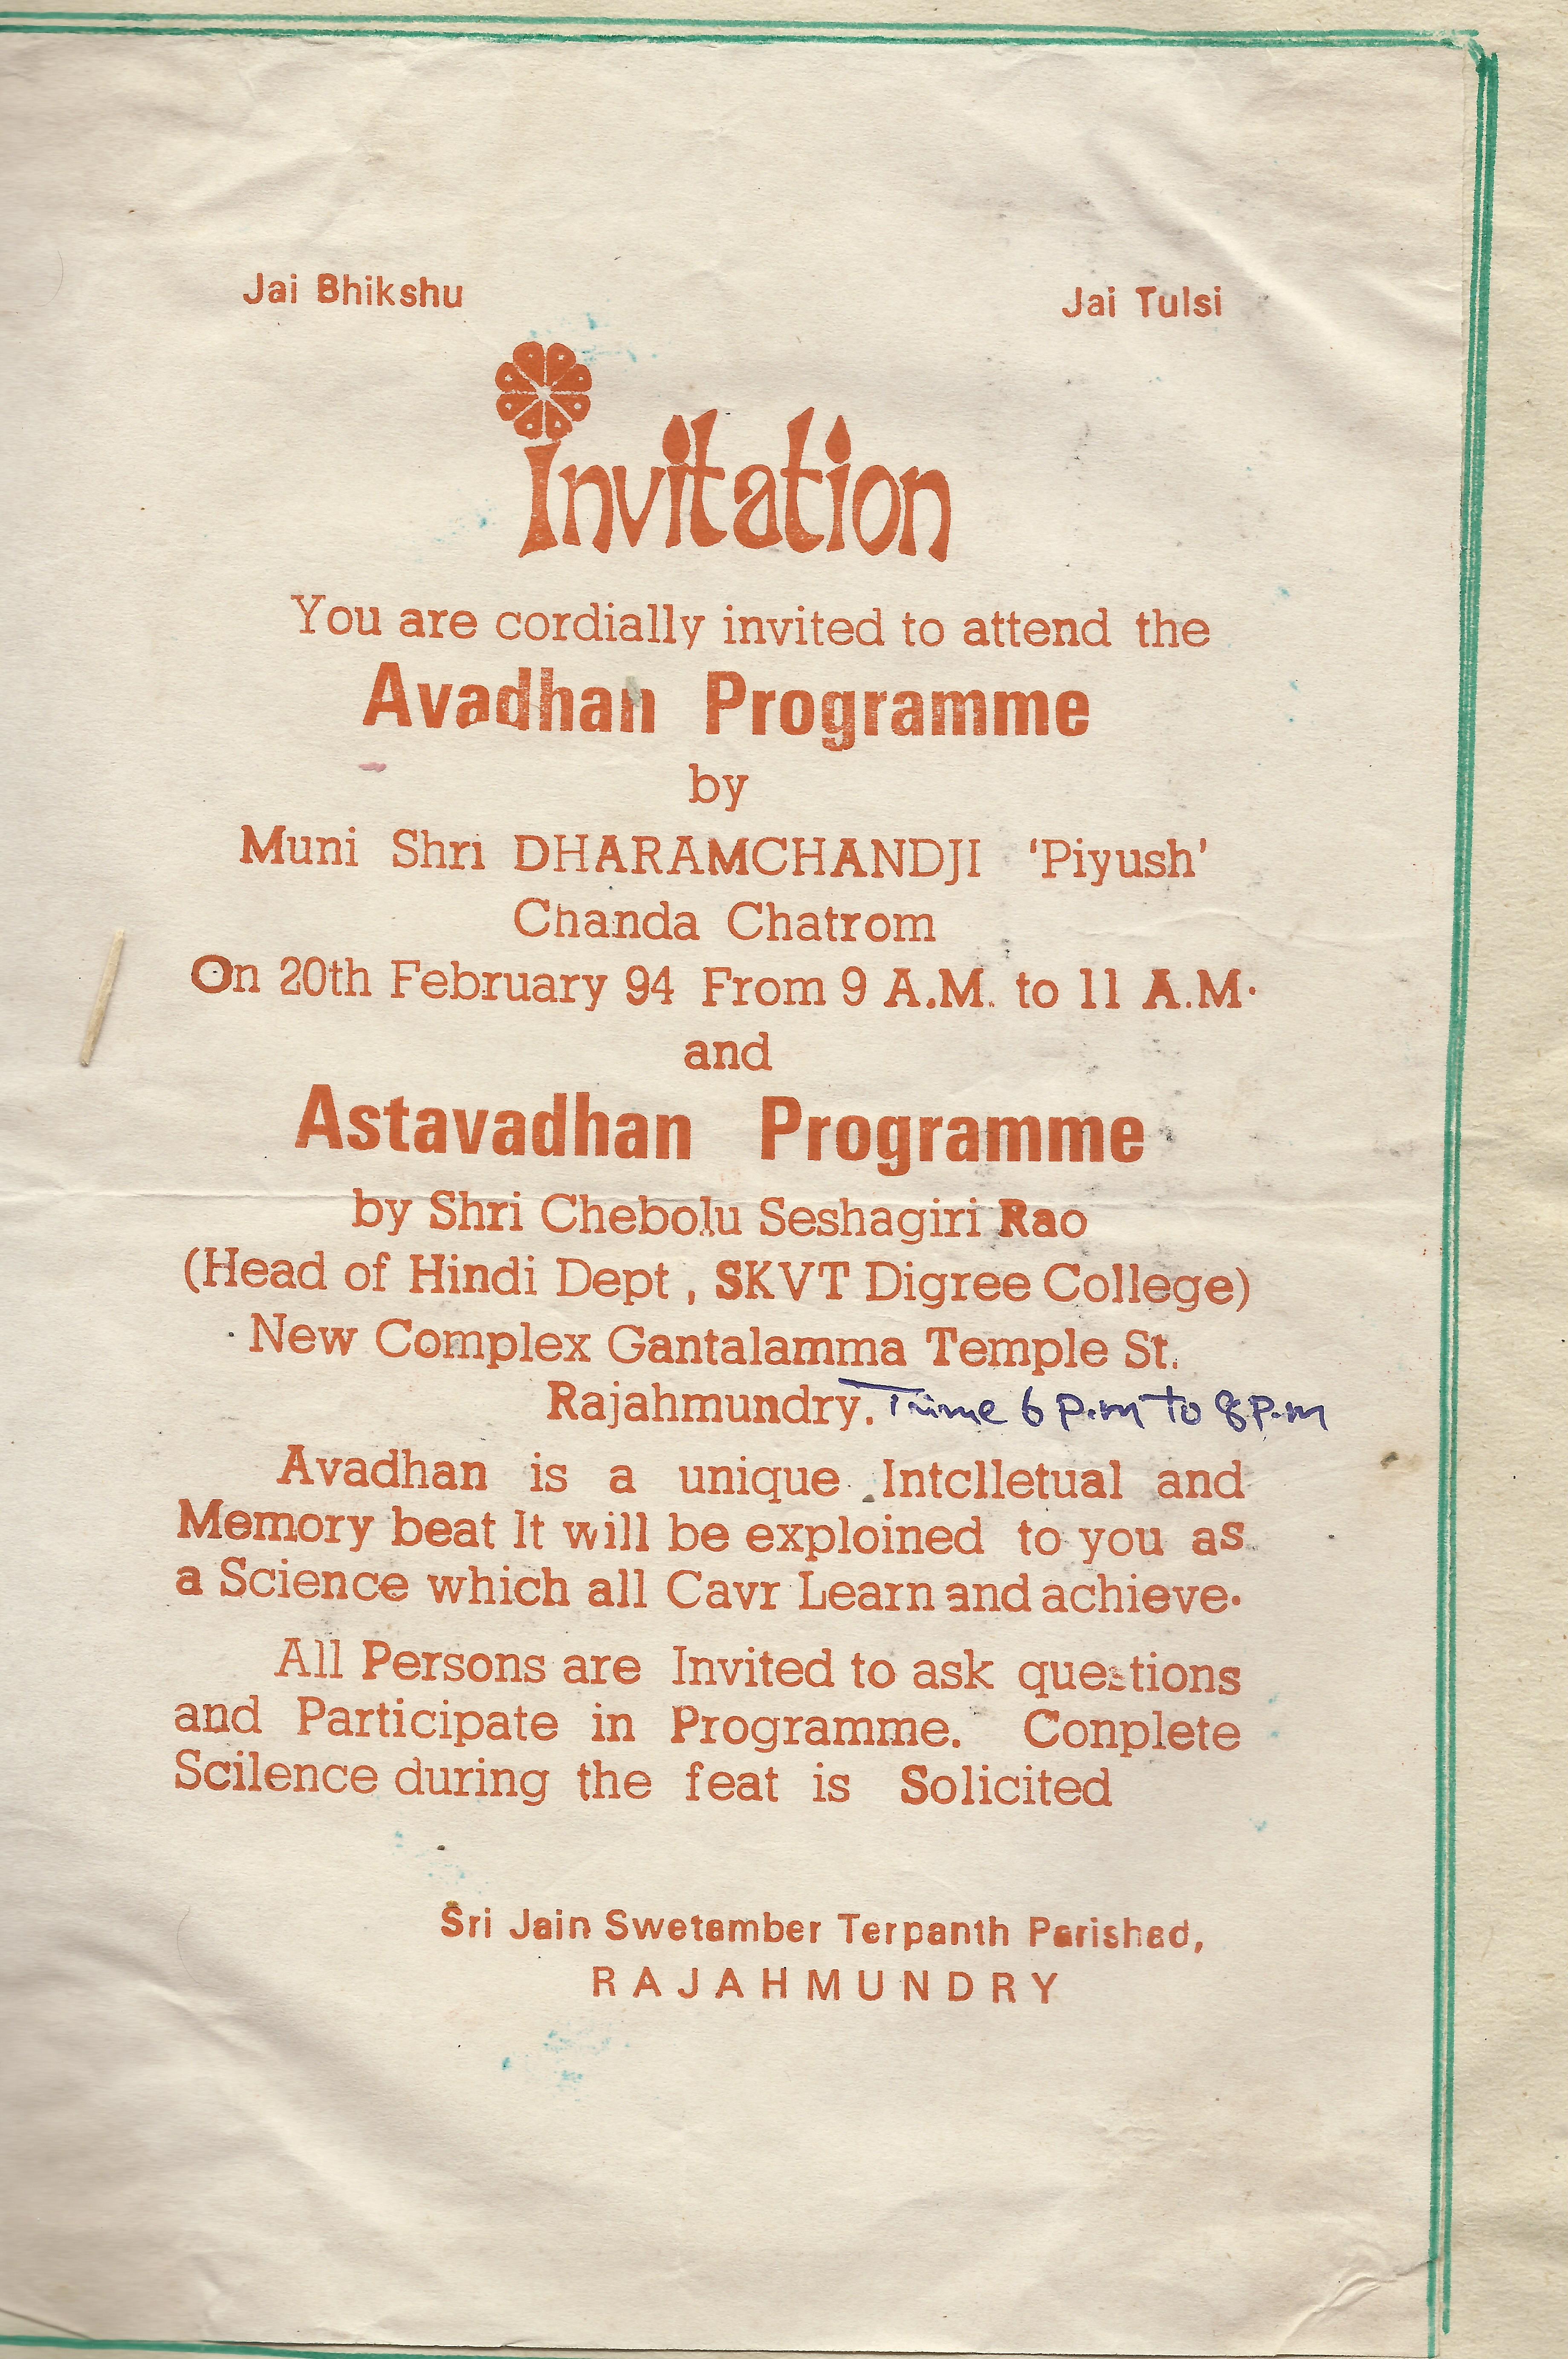 Jai Bhikshu Jai Tulsi
Invitation
You are cordially invited to attend the
Avadhan Programme
by
Muni Shri DHARAMCHANDJI 'Piyush'
Chanda Chatrom
On 20th February 94 From 9 A.M. to 11 A.M.
and
Astavadhan Programme
by Shri Chebolu Seshagiri Rao
(Head of Hindi Dept, SKVT Digree College)
New Complex Gantalamma Temple St.
Rajahmundry. Time 6 p.m to 8 p.m
Avadhan is a unique Intclletual and
Memory beat It will be exploined to you as
a Science which all Cavr Learn and achieve.
All Persons are Invited to ask questions
and Participate in Programme. Conplete
Scilence during the feat is Solicited
Sri Jain Swetamber Terpanth Parishad,
RAJAHMUNDRY